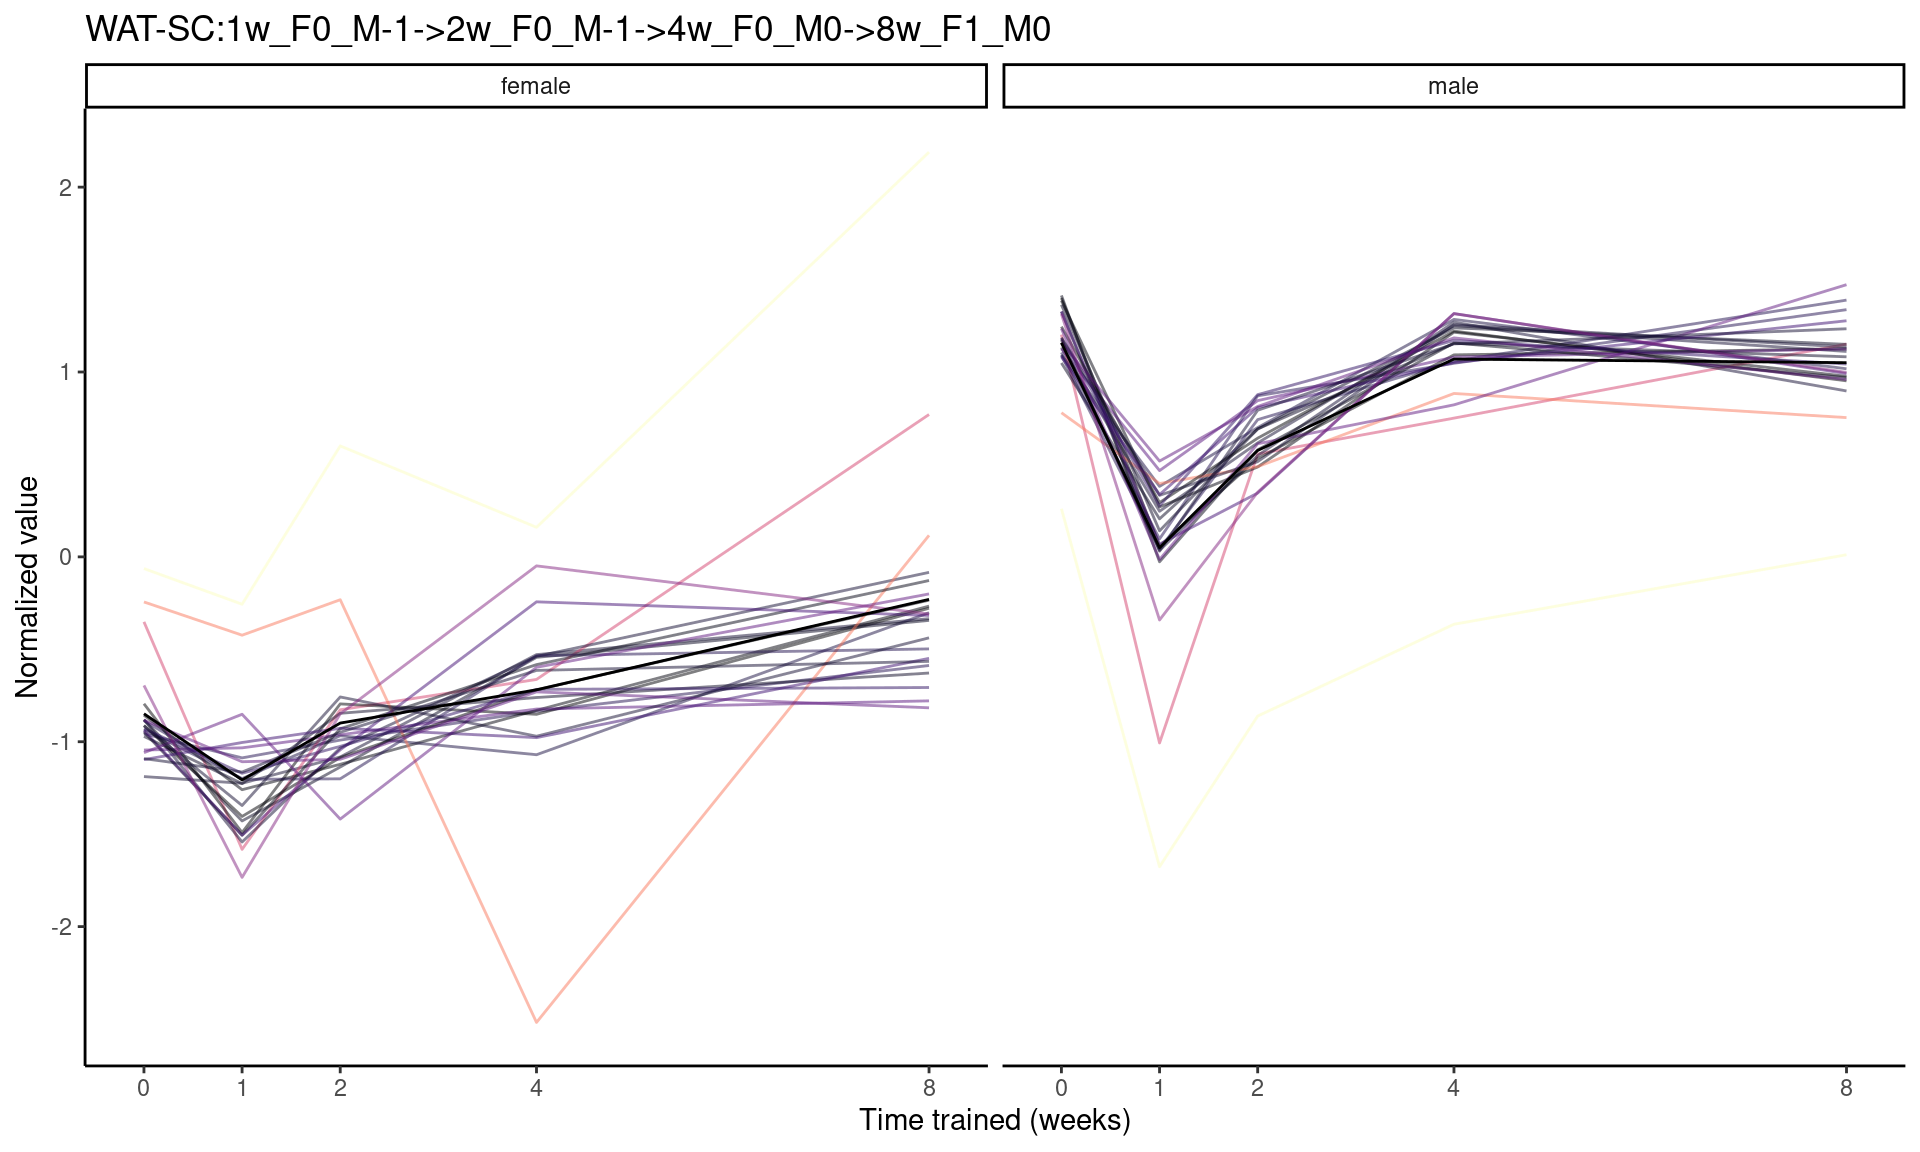 WAT-SC:1w_F0_M-1->2w_F0_M-1->4w_F0_M0->8w_F1_M0
female male
Normalized value
2
1
0
-1
-2
0 1 2 4 8 0 1 2 4 8
Time trained (weeks)